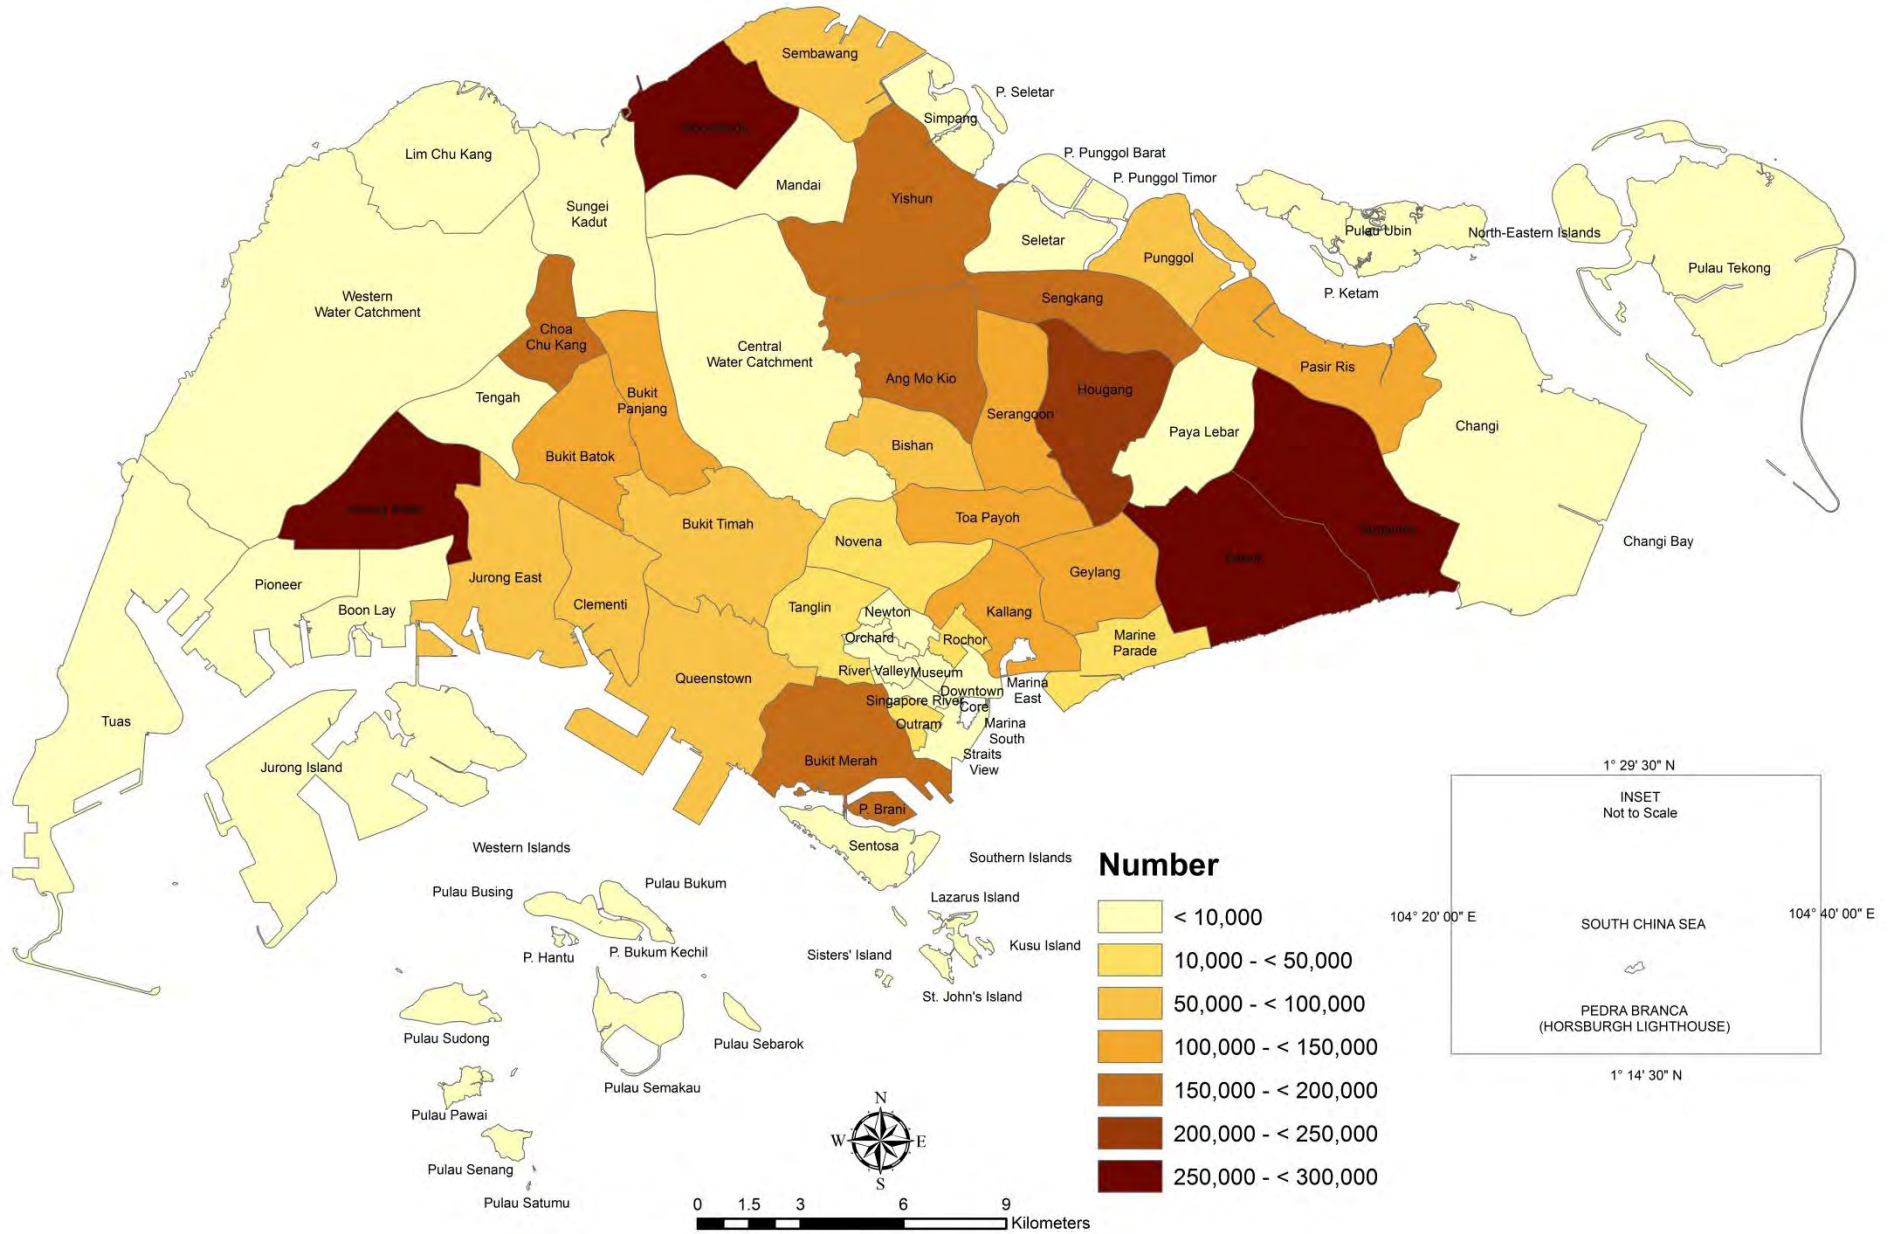 Sembawang
P. Seletar
Simpang
Woodlands
Lim Chu Kang
P. Punggol Barat
P. Punggol Timor
Mandai
Yishun
Sungei
Kadut
Seletar
Pulau Ubin
North-Eastern Islands
Punggol
Pulau Tekong
P. Ketam
Sengkang
Western
Water Catchment
Choa
Chu Kang
Central
Water Catchment
Pasir Ris
Ang Mo Kio
Hougang
Tengah
Bukit
Panjang
Serangoon
Changi
Paya Lebar
Bishan
Bukit Batok
Jurong West
Toa Payoh
Bukit Timah
Tampines
Novena
Changi Bay
Bedok
Geylang
Pioneer
Jurong East
Boon Lay
Clementi
Tanglin
Newton
Kallang
Orchard
Rochor
Marine
Parade
River Valley
Museum
Queenstown
Marina
East
Downtown
Core
Singapore River
Outram
Marina
South
Tuas
Straits
View
Jurong Island
Bukit Merah
P. Brani
Sentosa
Western Islands
Southern Islands
Pulau Busing
Pulau Bukum
Lazarus Island
P. Hantu
P. Bukum Kechil
Sisters' Island
Kusu Island
St. John's Island
Pulau Sudong
Pulau Sebarok
Pulau Semakau
Pulau Pawai
Pulau Senang
Pulau Satumu
Number
< 10,000
10,000 - < 50,000
50,000 - < 100,000
100,000 - < 150,000
150,000 - < 200,000
200,000 - < 250,000
250,000 - < 300,000
1° 29' 30" N
INSET
Not to Scale
104° 20' 00" E
104° 40' 00" E
SOUTH CHINA SEA
PEDRA BRANCA
(HORSBURGH LIGHTHOUSE)
1° 14' 30" N
N
W
E
S
0 1.5 3 6 9
Kilometers